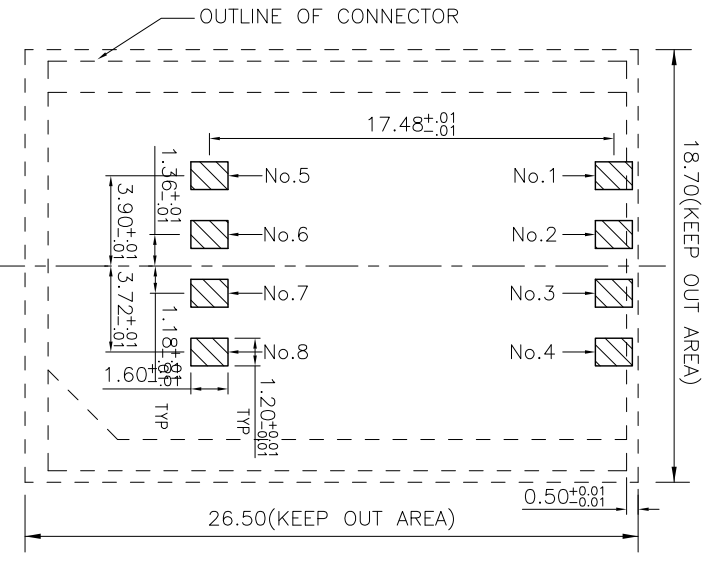 OUTLINE OF CONNECTOR
17.48+.01 -.01
No.5
No.1
No.6
No.2
No.7
No.3
No.8
No.4
1.36+.01 -.01
3.90+.01 -.01
3.72+.01 -.01
1.18+.01
TYP
1.60
1.20+0.01 -0.01
TYP
18.70(KEEP OUT AREA)
0.50+0.01 -0.01
26.50(KEEP OUT AREA)